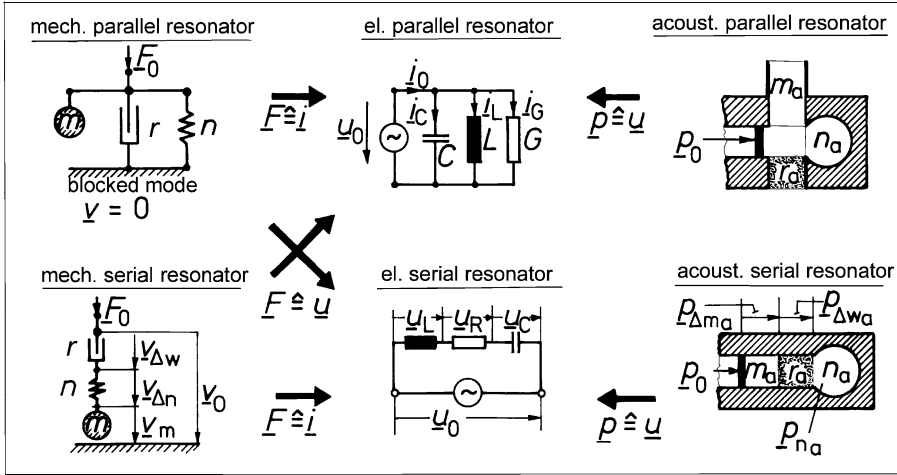 mech. parallel resonator
F0
m
r
n
blocked mode
v = 0
F ≙ i
el. parallel resonator
i0
iC
iL
iG
u0
C
L
G
p ≙ u
acoust. parallel resonator
ma
p0
na
ra
F ≙ u
mech. serial resonator
F0
r
vΔw
n
vΔn
v0
m
vm
F ≙ i
el. serial resonator
uL
uR
uC
u0
p ≙ u
acoust. serial resonator
pΔma
pΔwa
p0
ma
ra
na
pna